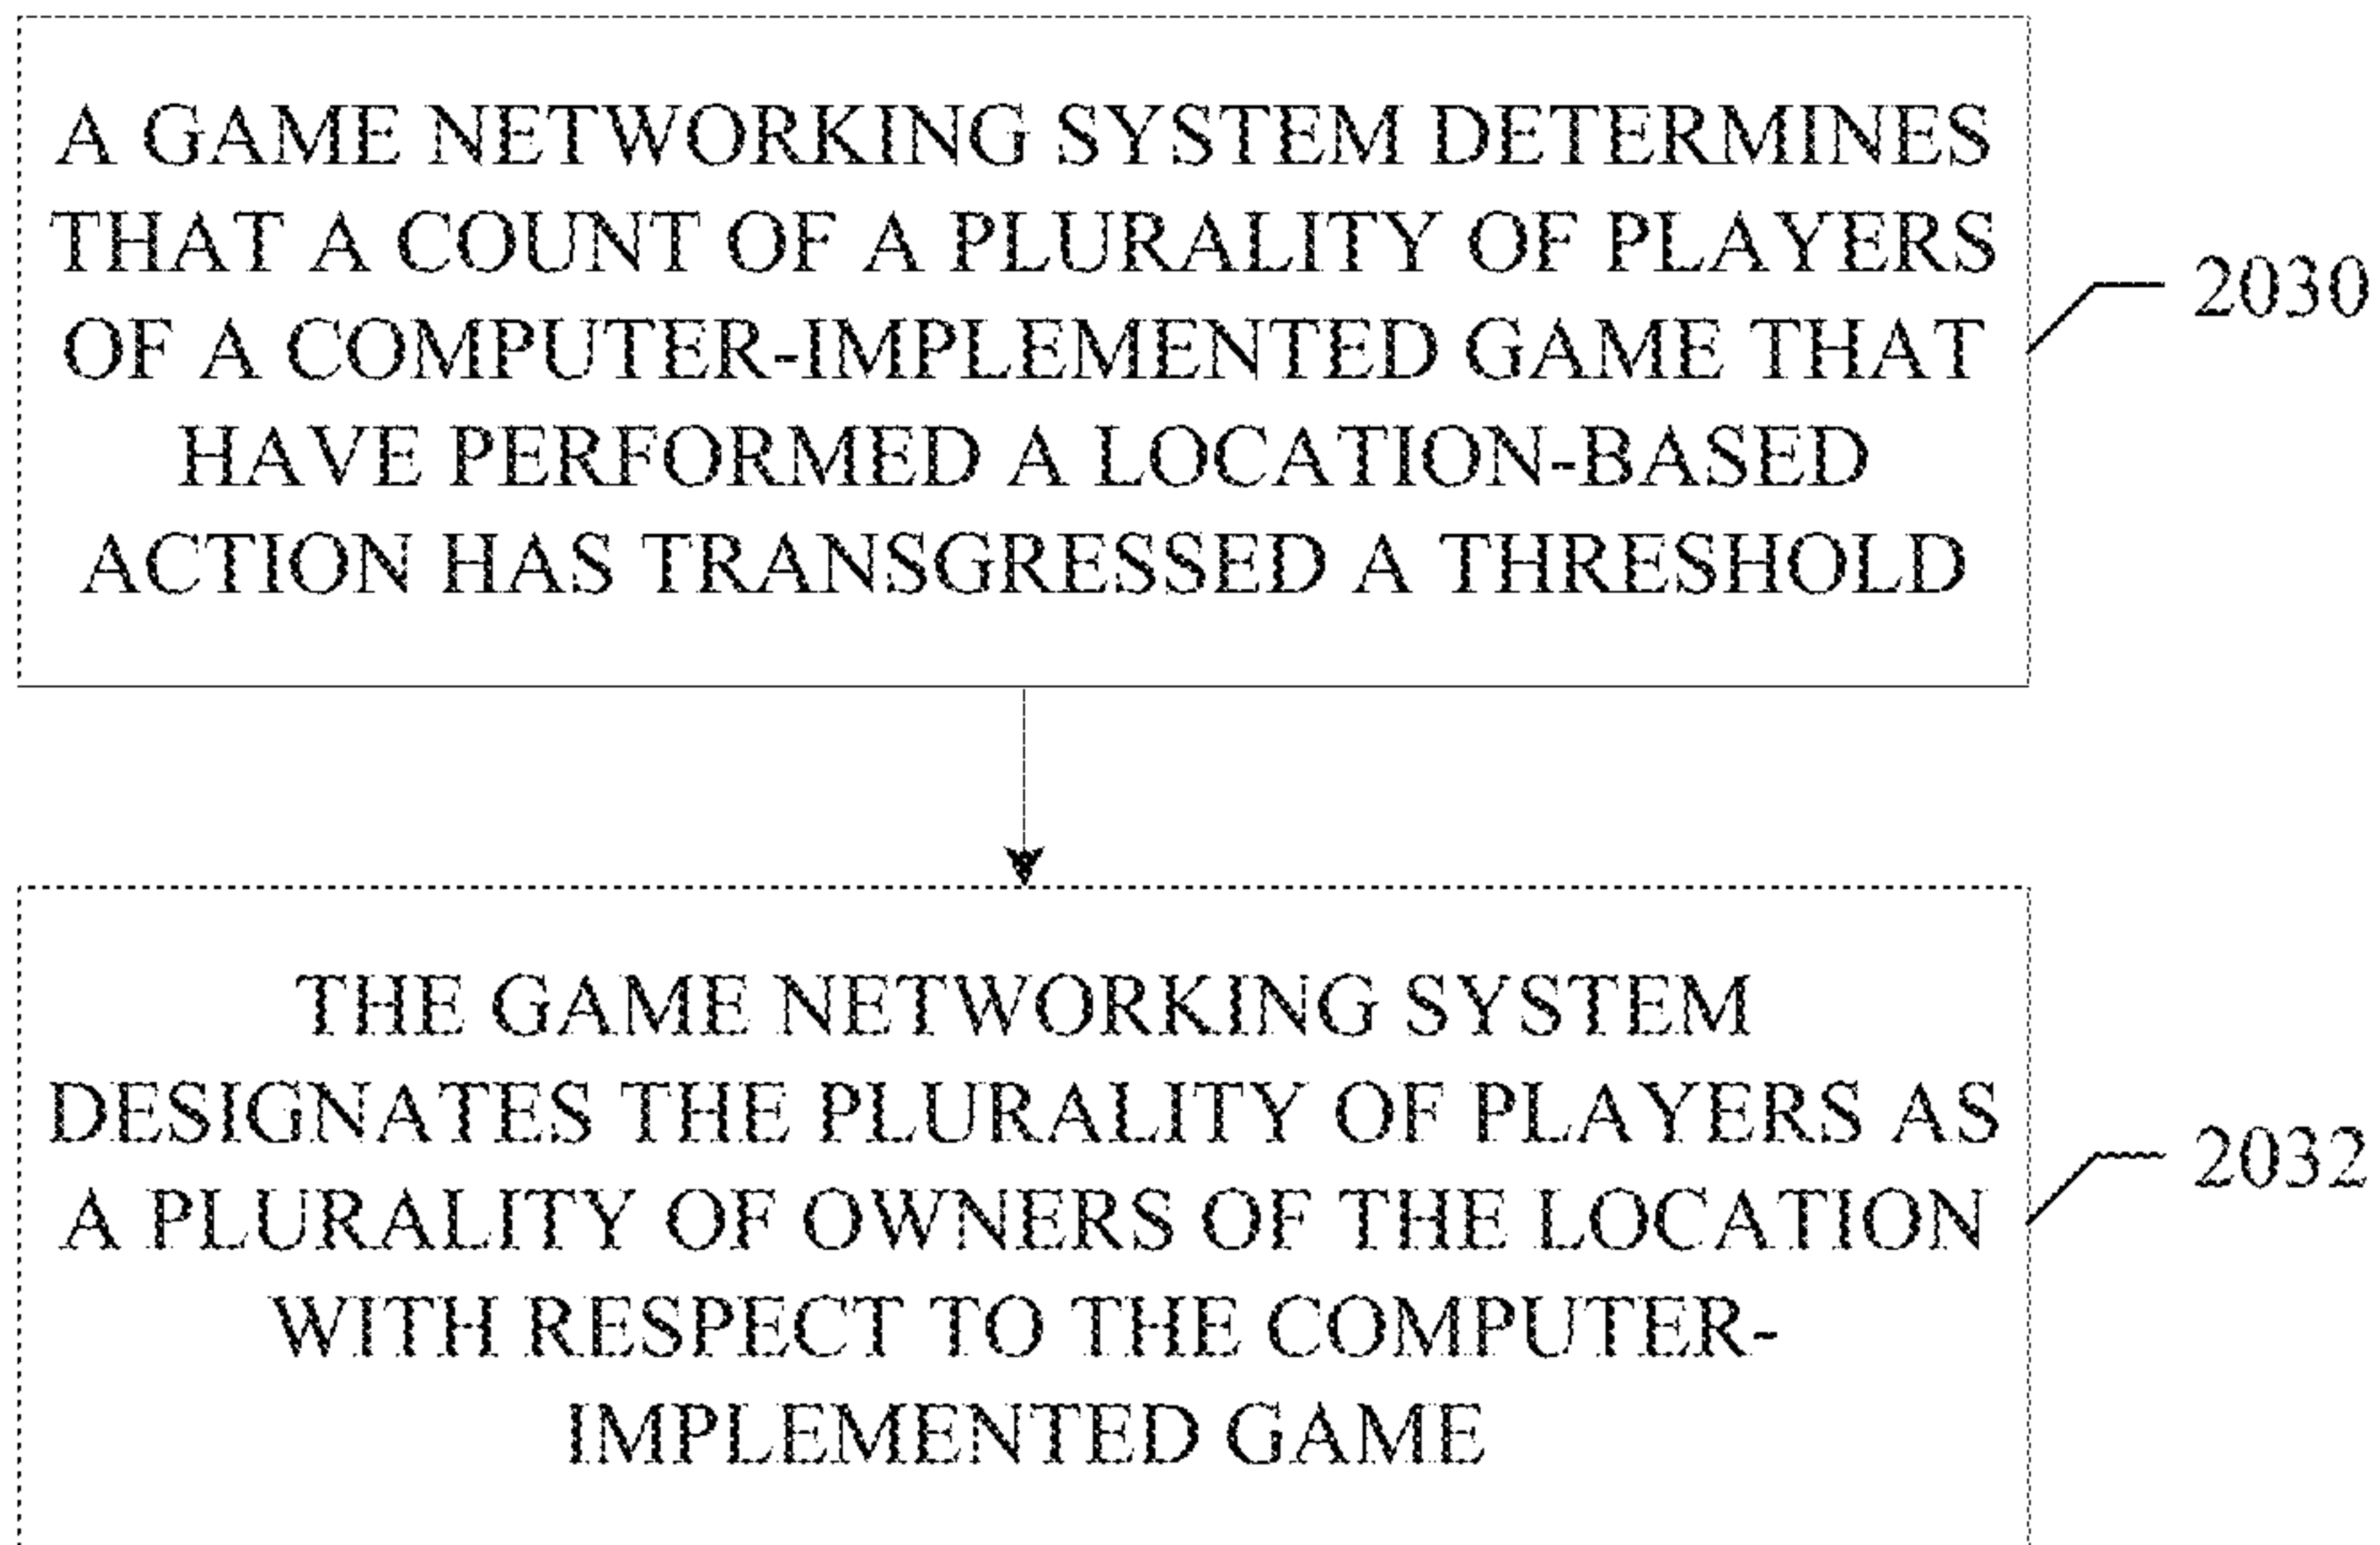 A GAME NETWORKING SYSTEM DETERMINES
THAT A COUNT OF A PLURALITY OF PLAYERS
OF A COMPUTER-IMPLEMENTED GAME THAT
HAVE PERFORMED A LOCATION-BASED
ACTION HAS TRANSGRESSED A THRESHOLD
2030
THE GAME NETWORKING SYSTEM
DESIGNATES THE PLURALITY OF PLAYERS AS
A PLURALITY OF OWNERS OF THE LOCATION
WITH RESPECT TO THE COMPUTER-
IMPLEMENTED GAME
2032